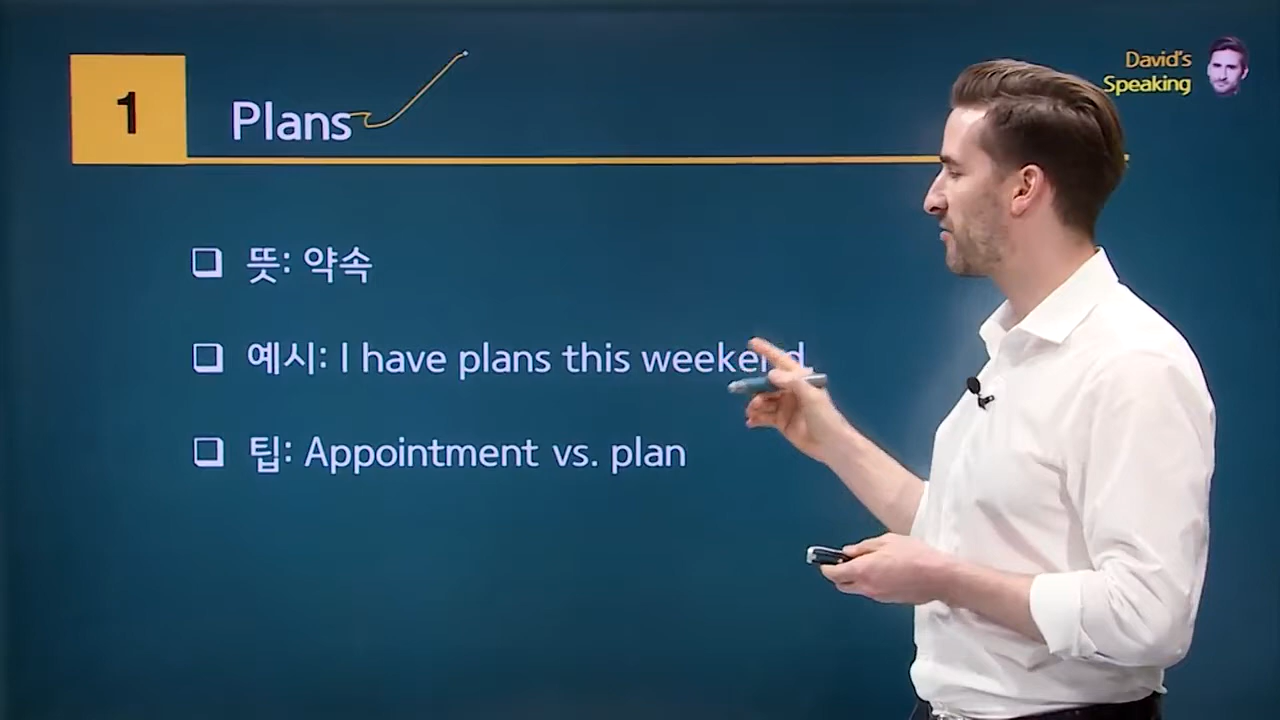 1
Plans
David's
Speaking
뜻: 약속
예시: I have plans this weekend
팁: Appointment vs. plan